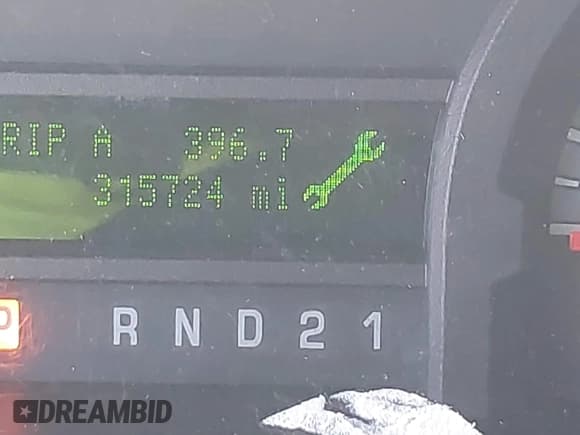 RIP A 396.7
315724 mi
P R N D 2 1
DREAMBID